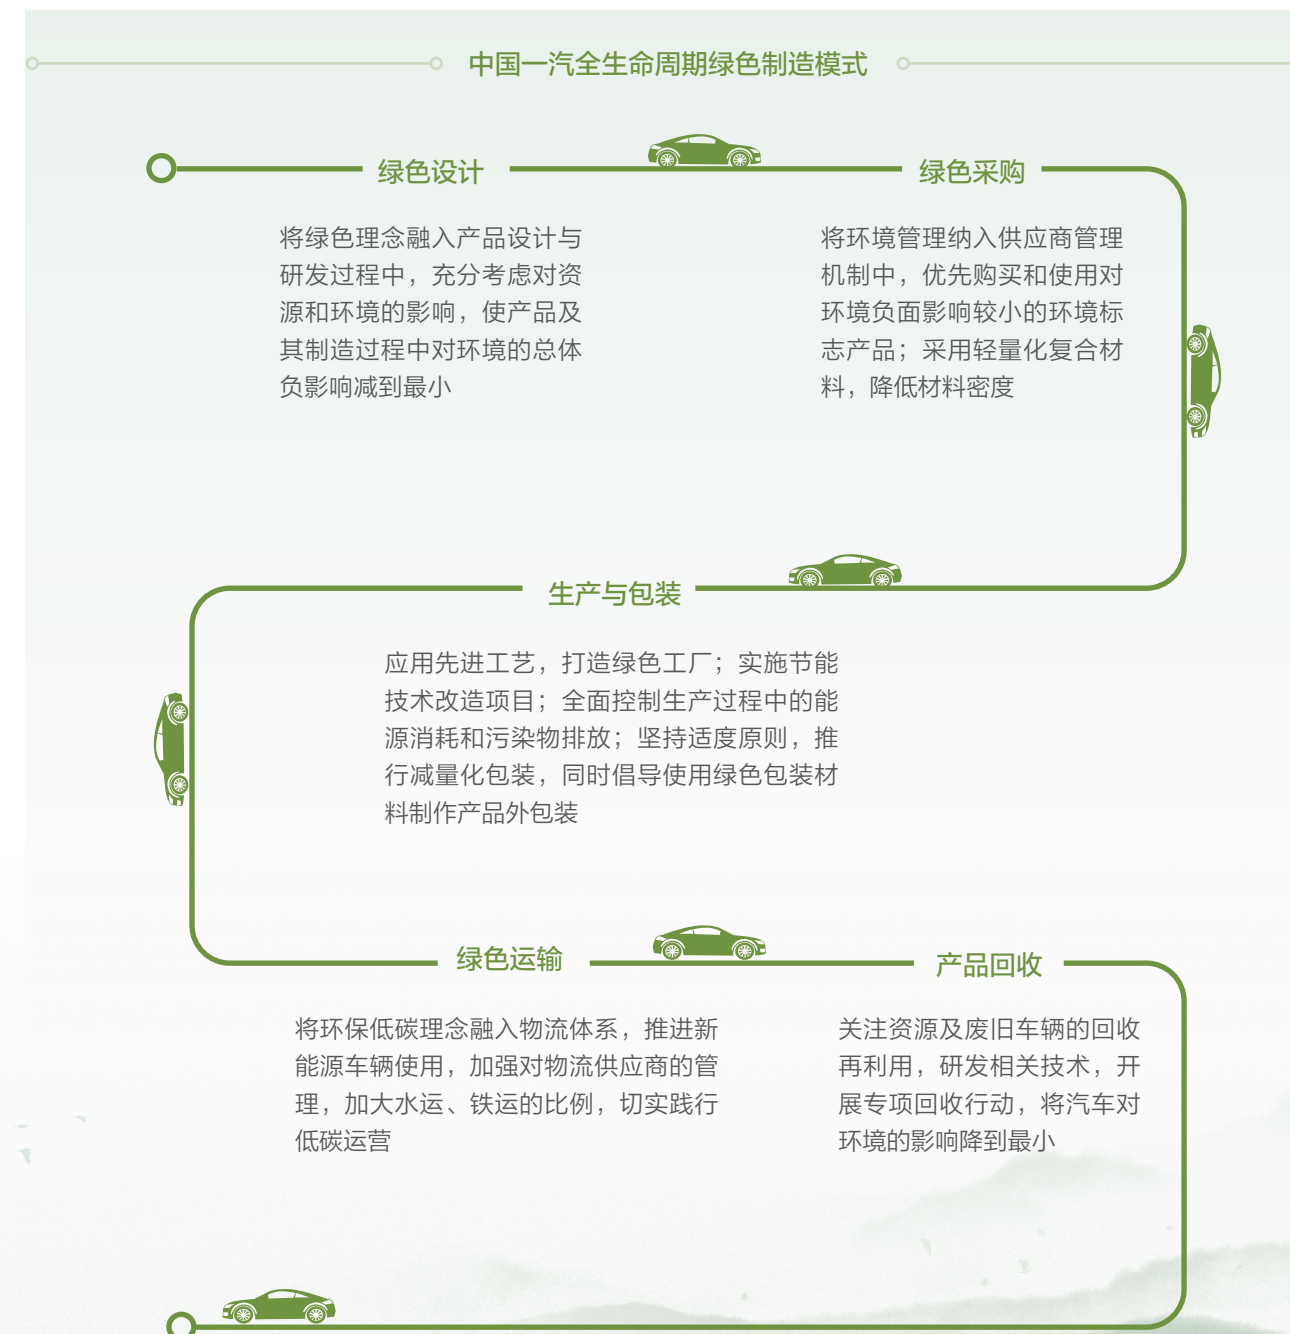 中国一汽全生命周期绿色制造模式
绿色设计
将绿色理念融入产品设计与
研发过程中，充分考虑对资
源和环境的影响，使产品及
其制造过程中对环境的总体
负影响减到最小
绿色采购
将环境管理纳入供应商管理
机制中，优先购买和使用对
环境负面影响较小的环境标
志产品；采用轻量化复合材
料，降低材料密度
生产与包装
应用先进工艺，打造绿色工厂；实施节能
技术改造项目；全面控制生产过程中的能
源消耗和污染物排放；坚持适度原则，推
行减量化包装，同时倡导使用绿色包装材
料制作产品外包装
绿色运输
将环保低碳理念融入物流体系，推进新
能源车辆使用，加强对物流供应商的管
理，加大水运、铁运的比例，切实践行
低碳运营
产品回收
关注资源及废旧车辆的回收
再利用，研发相关技术，开
展专项回收行动，将汽车对
环境的影响降到最小